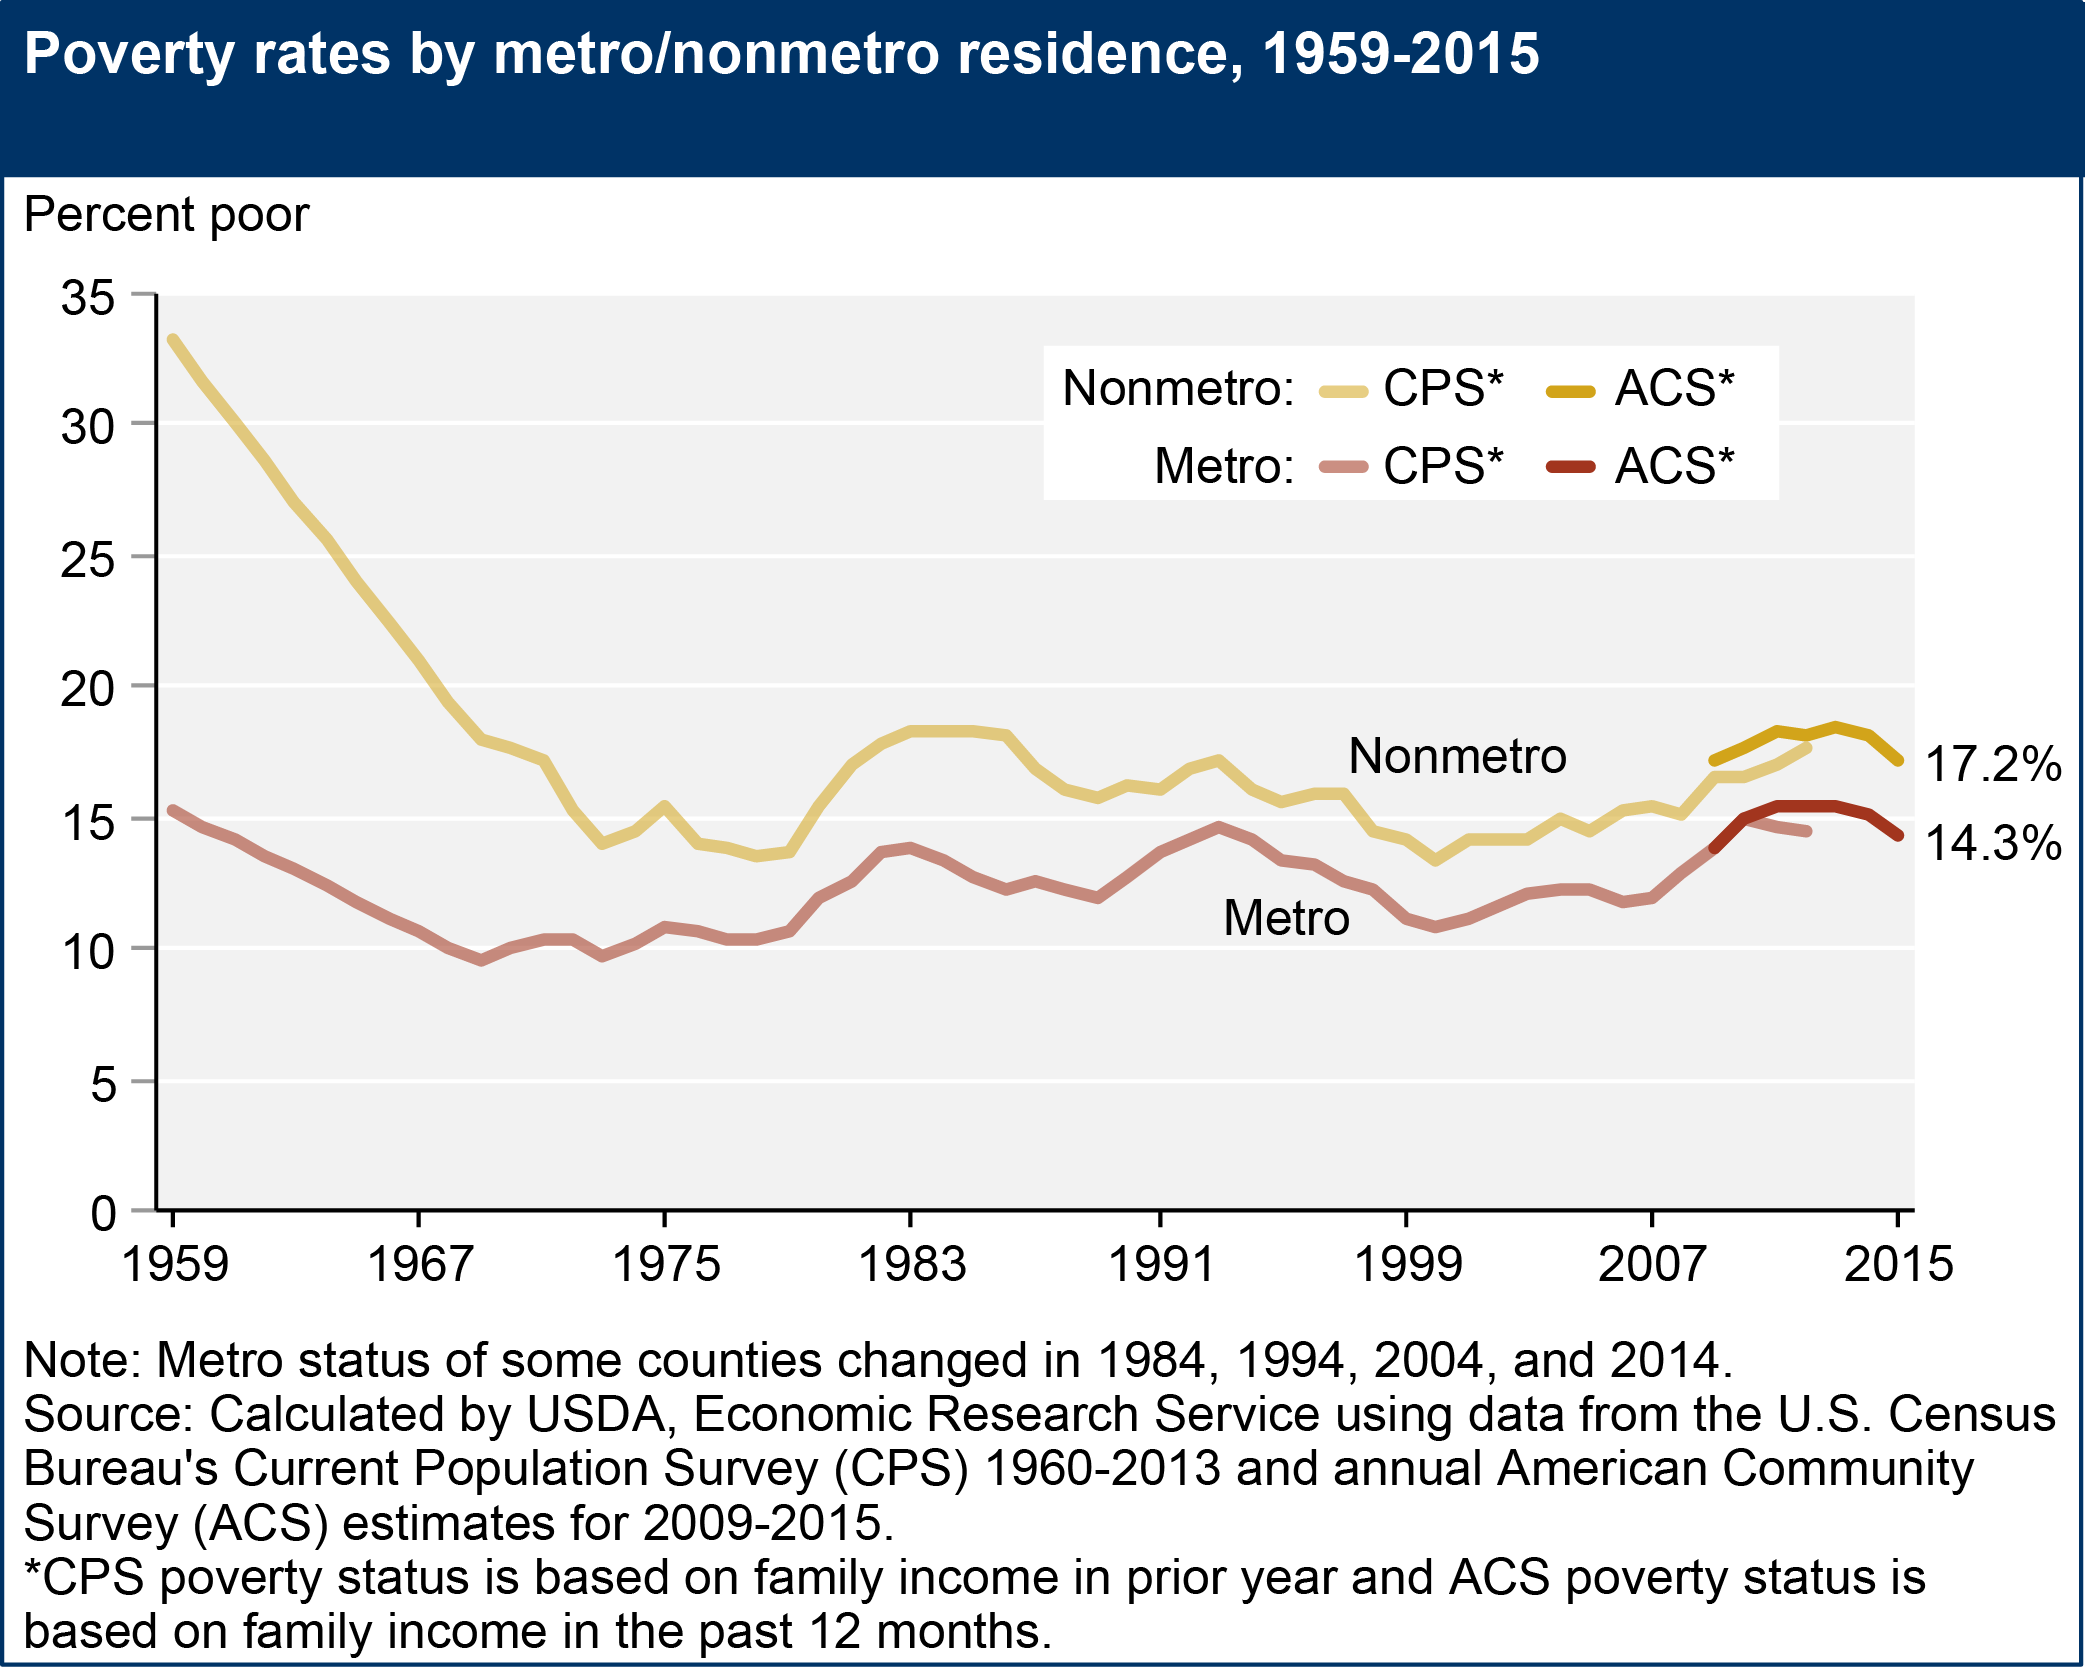 Poverty rates by metro/nonmetro residence, 1959-2015
Percent poor
35
30
25
20
15
10
5
0
Nonmetro: CPS* ACS*
Metro: CPS* ACS*
Nonmetro
17.2%
14.3%
Metro
1959 1967 1975 1983 1991 1999 2007 2015
Note: Metro status of some counties changed in 1984, 1994, 2004, and 2014.
Source: Calculated by USDA, Economic Research Service using data from the U.S. Census
Bureau's Current Population Survey (CPS) 1960-2013 and annual American Community
Survey (ACS) estimates for 2009-2015.
*CPS poverty status is based on family income in prior year and ACS poverty status is
based on family income in the past 12 months.